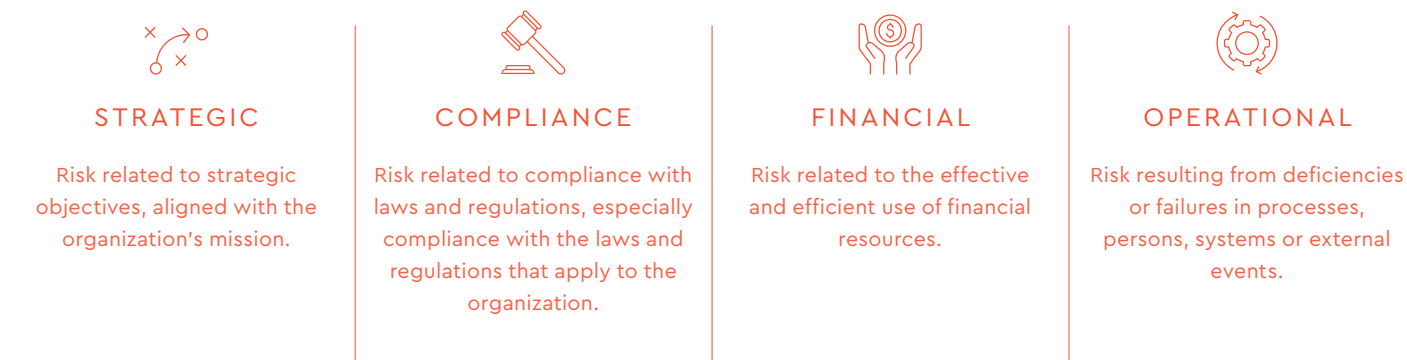 STRATEGIC
Risk related to strategic
objectives, aligned with the
organization's mission.
COMPLIANCE
Risk related to compliance with
laws and regulations, especially
compliance with the laws and
regulations that apply to the
organization.
FINANCIAL
Risk related to the effective
and efficient use of financial
resources.
OPERATIONAL
Risk resulting from deficiencies
or failures in processes,
persons, systems or external
events.